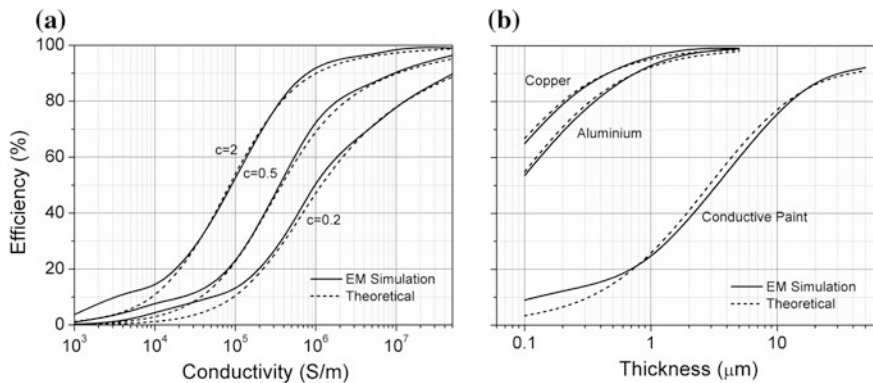 (a)
100
80
60
40
20
0
Efficiency (%)
c=2
c=0.5
c=0.2
EM Simulation
Theoretical
10³ 10⁴ 10⁵ 10⁶ 10⁷
Conductivity (S/m)
(b)
Copper
Aluminium
Conductive Paint
EM Simulation
Theoretical
0.1 1 10
Thickness (μm)